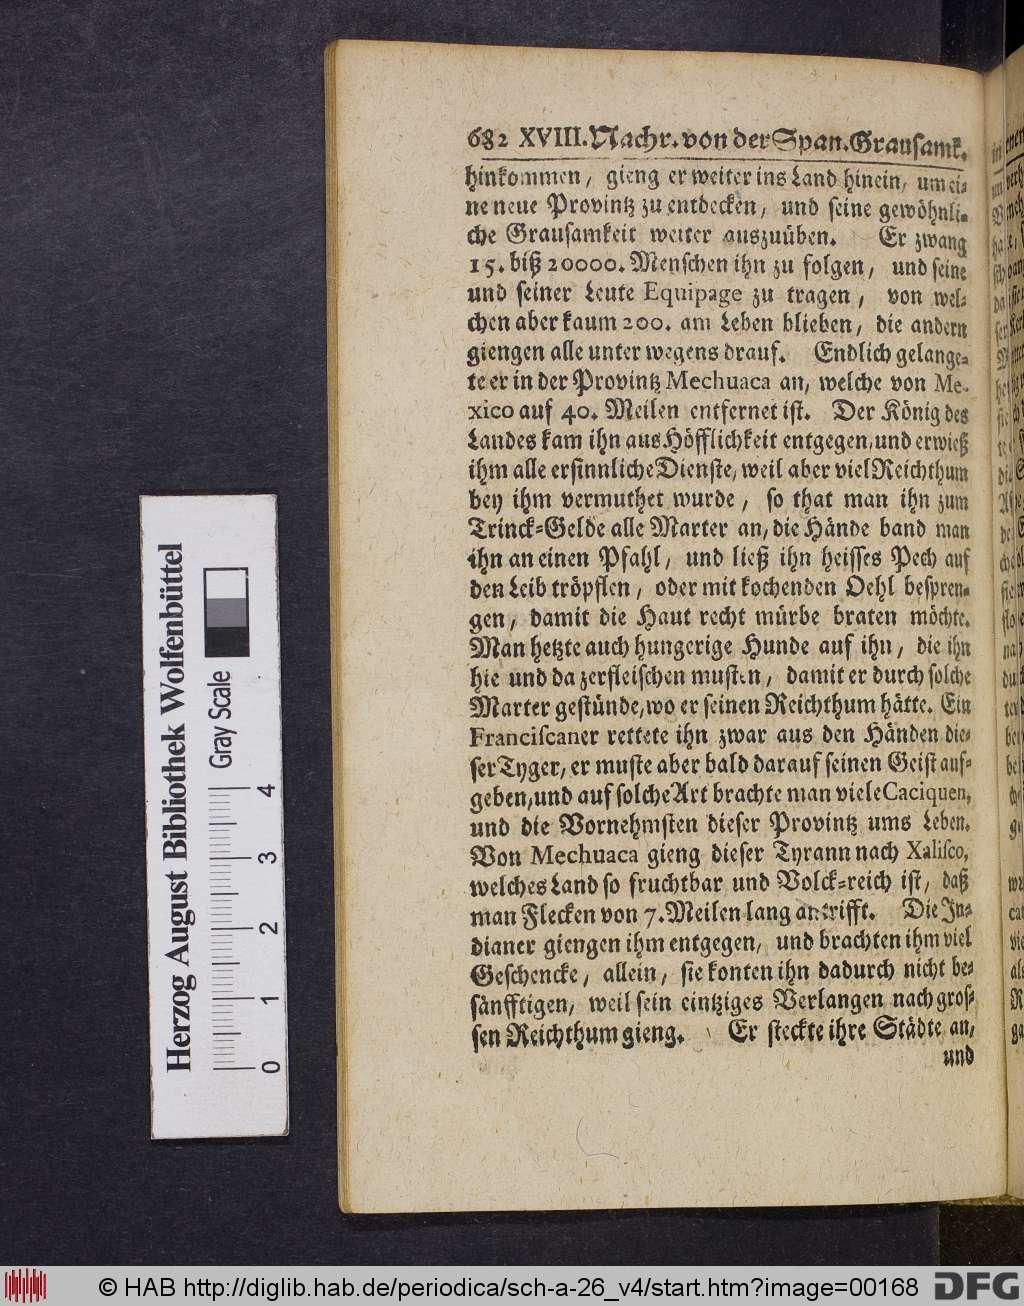 682 XVIII. Nachr. von der Span. Grausamk.
hinkommen, gieng er weiter ins Land hinein, um ei-
ne neue Provintz zu entdecken, und seine gewöhnli-
che Grausamkeit weiter auszuüben. Er zwang
15. biß 20000. Menschen ihn zu folgen, und seine
und seiner Leute Equipage zu tragen, von wel-
chen aber kaum 200. am Leben blieben, die andern
giengen alle unter wegens drauf. Endlich gelange-
te er in der Provintz Mechuaca an, welche von Me-
xico auf 40. Meilen entfernet ist. Der König des
Landes kam ihn aus Höfflichkeit entgegen, und erwieß
ihm alle ersinnliche Dienste, weil aber viel Reichthum
bey ihm vermuthet wurde, so that man ihn zum
Trinck-Gelde alle Marter an, die Hände band man
ihn an einen Pfahl, und ließ ihn heisses Pech auf
den Leib tröpflen, oder mit kochenden Oehl bespren-
gen, damit die Haut recht mürbe braten möchte.
Man hetzte auch hungerige Hunde auf ihn, die ihn
hie und da zerfleischen musten, damit er durch solche
Marter gestünde, wo er seinen Reichthum hätte. Ein
Franciscaner rettete ihn zwar aus den Händen die-
ser Tyger, er muste aber bald darauf seinen Geist auf-
geben, und auf solche Art brachte man viele Caciquen,
und die Vornehmsten dieser Provintz ums Leben.
Von Mechuaca gieng dieser Tyrann nach Xalisco,
welches Land so fruchtbar und Volck-reich ist, daß
man Flecken von 7. Meilen lang antrifft. Die In-
dianer giengen ihm entgegen, und brachten ihm viel
Geschencke, allein, sie konten ihn dadurch nicht be-
sänfftigen, weil sein eintziges Verlangen nach gros-
sen Reichthum gieng. Er steckte ihre Städte an,
und
Herzog August Bibliothek Wolfenbüttel
Gray Scale
0 1 2 3 4
© HAB http://diglib.hab.de/periodica/sch-a-26_v4/start.htm?image=00168
DFG